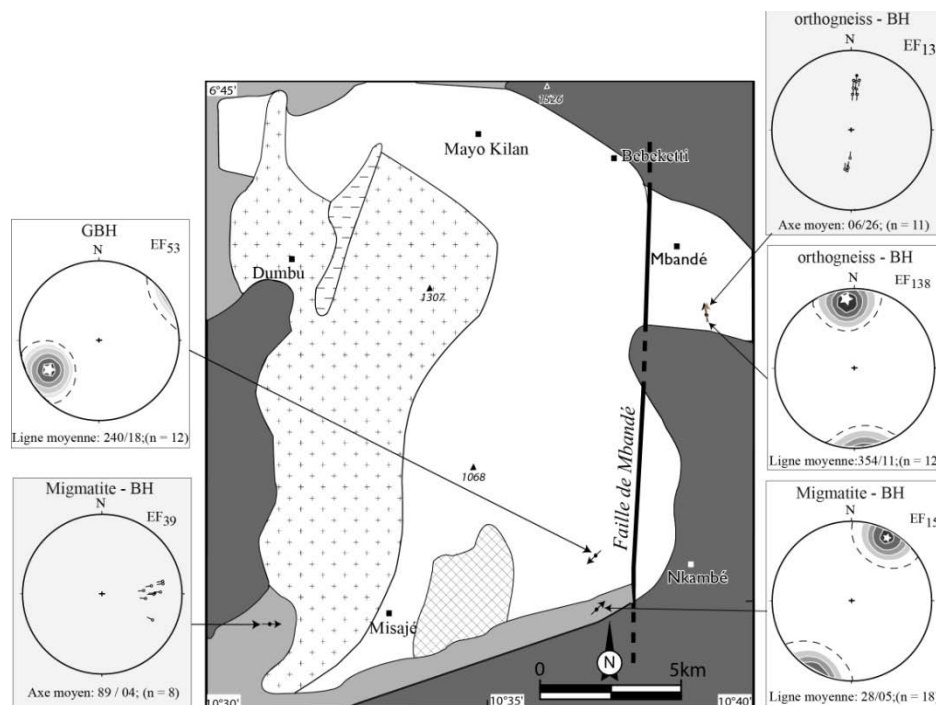 orthogneiss - BH
N
EF13
Axe moyen: 06/26; (n = 11)
6°45'
1526
Mayo Kilan
Bebeketti
GBH
N
EF53
Ligne moyenne: 240/18;(n = 12)
Dumbu
1307
Mbandé
orthogneiss - BH
N
EF138
Ligne moyenne:354/11;(n = 12
Faille de Mbandé
1068
Migmatite - BH
N
EF39
Axe moyen: 89 / 04; (n = 8)
Nkambé
Misajé
Migmatite - BH
N
EF15
Ligne moyenne: 28/05;(n = 18
N
0 5km
10°30' 10°35' 10°40'